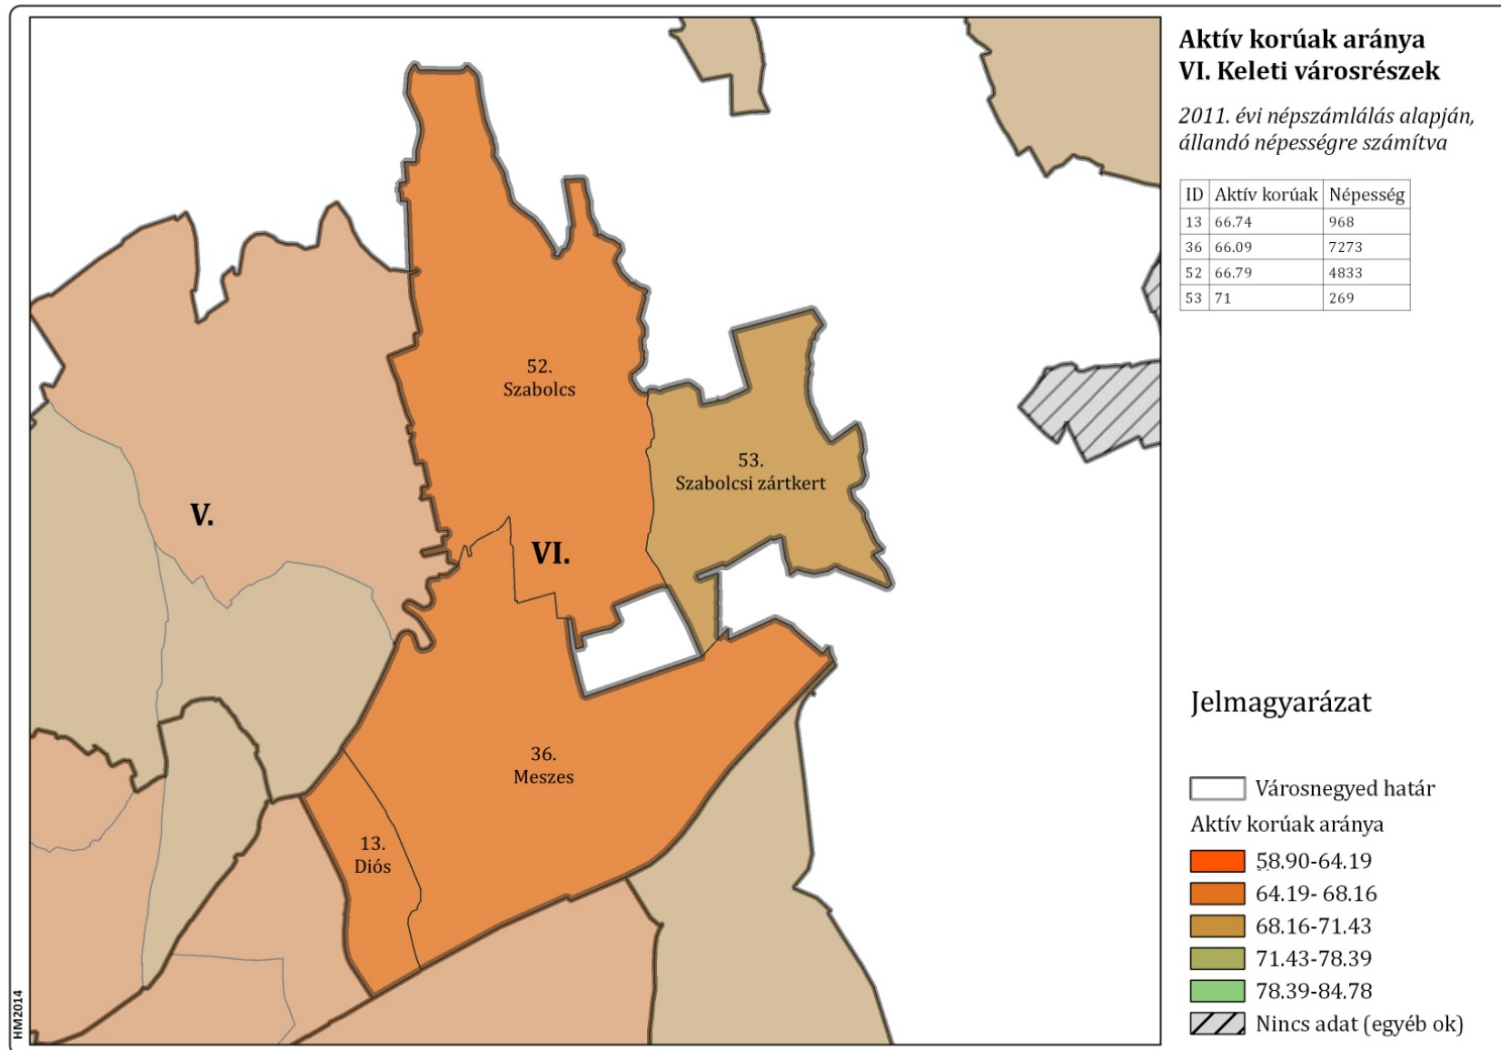 Aktív korúak aránya
VI. Keleti városrészek
2011. évi népszámlálás alapján,
állandó népességre számítva
ID Aktív korúak Népesség
13 66.74 968
36 66.09 7273
52 66.79 4833
53 71 269
52.
Szabolcs
53.
Szabolcsi zártkert
V.
VI.
36.
Meszes
13.
Diós
Jelmagyarázat
Városnegyed határ
Aktív korúak aránya
58.90-64.19
64.19- 68.16
68.16-71.43
71.43-78.39
78.39-84.78
Nincs adat (egyéb ok)
HM2014